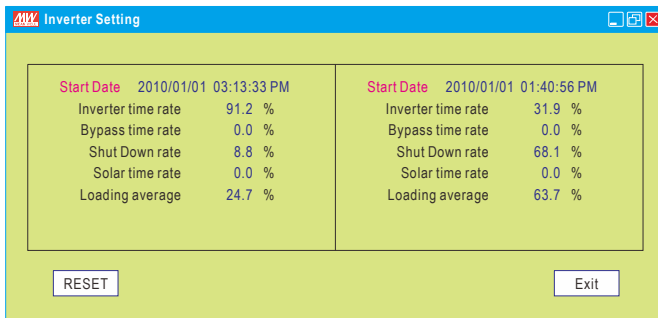 MW Inverter Setting
Start Date 2010/01/01 03:13:33 PM
Inverter time rate 91.2 %
Bypass time rate 0.0 %
Shut Down rate 8.8 %
Solar time rate 0.0 %
Loading average 24.7 %
Start Date 2010/01/01 01:40:56 PM
Inverter time rate 31.9 %
Bypass time rate 0.0 %
Shut Down rate 68.1 %
Solar time rate 0.0 %
Loading average 63.7 %
RESET
Exit